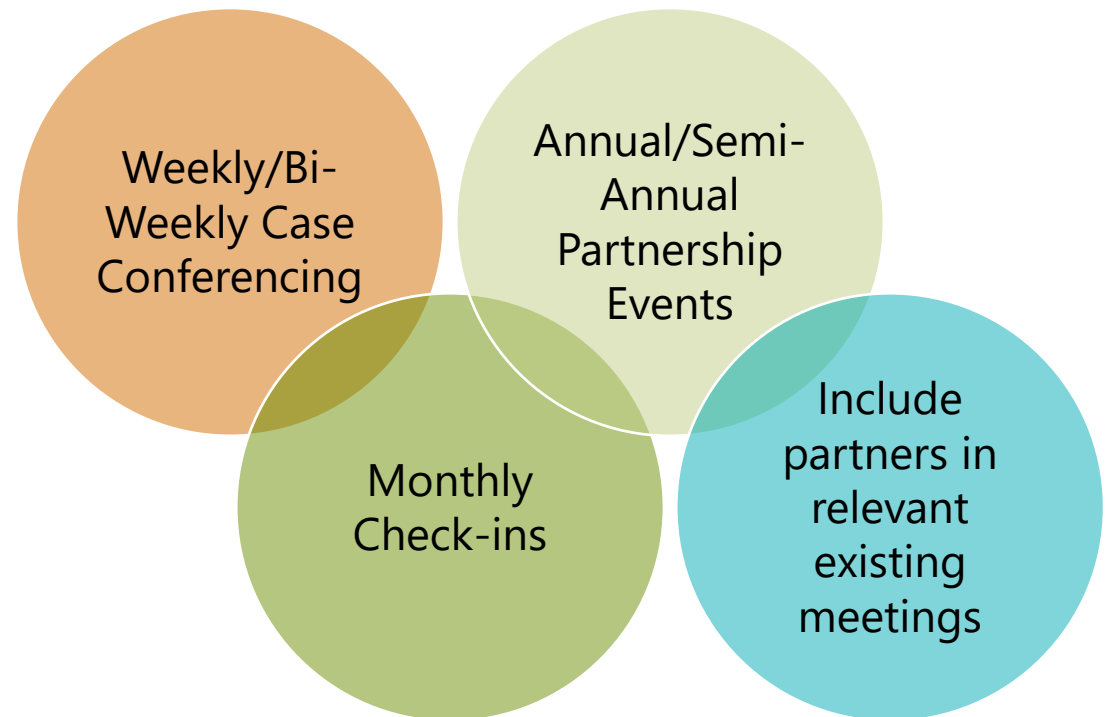 Weekly/Bi-
Weekly Case
Conferencing
Annual/Semi-
Annual
Partnership
Events
Monthly
Check-ins
Include
partners in
relevant
existing
meetings